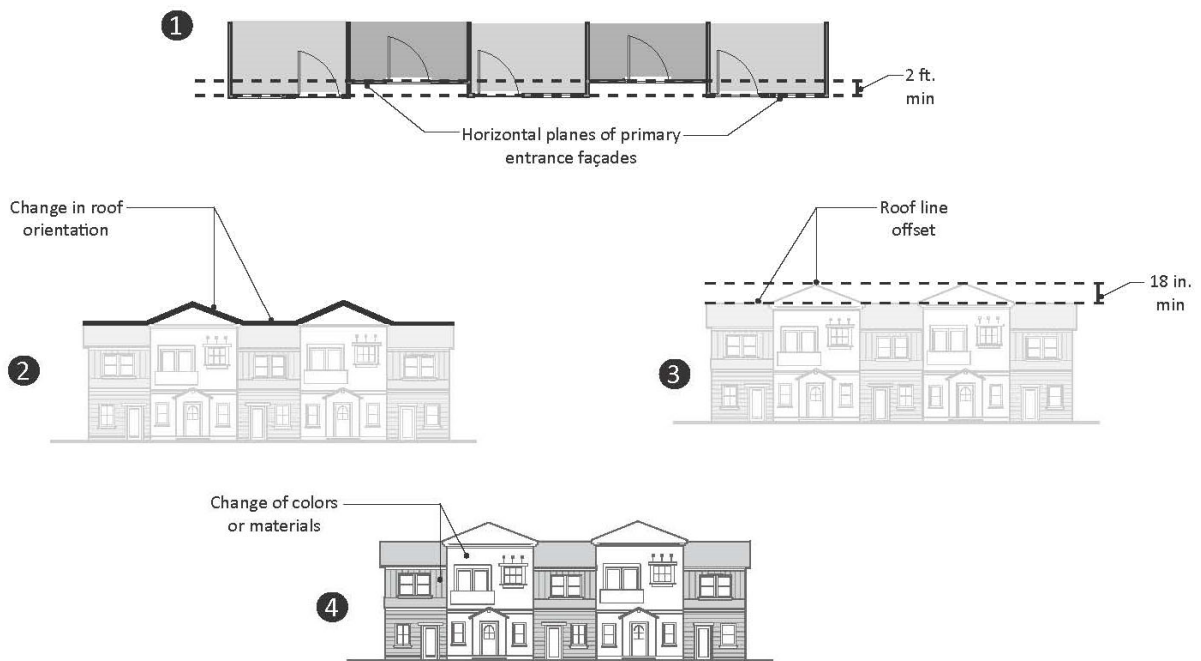 1
2 ft.
min
Horizontal planes of primary
entrance façades
Change in roof
orientation
2
Roof line
offset
18 in.
min
3
Change of colors
or materials
4